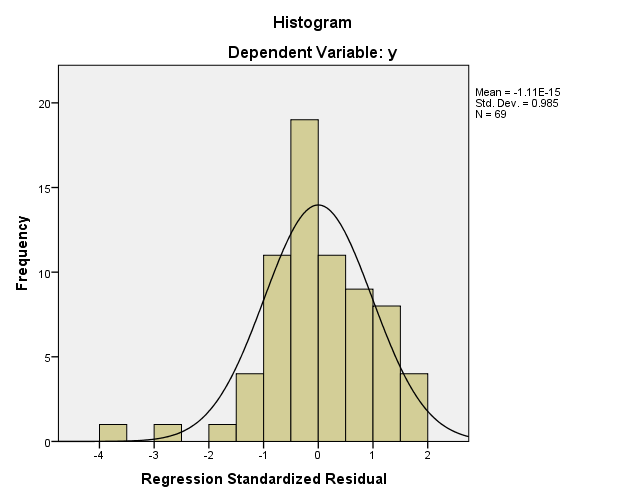 Histogram
Dependent Variable: y
Mean = -1.11E-15
Std. Dev. = 0.985
N = 69
Frequency
20
15
10
5
0
-4 -3 -2 -1 0 1 2
Regression Standardized Residual